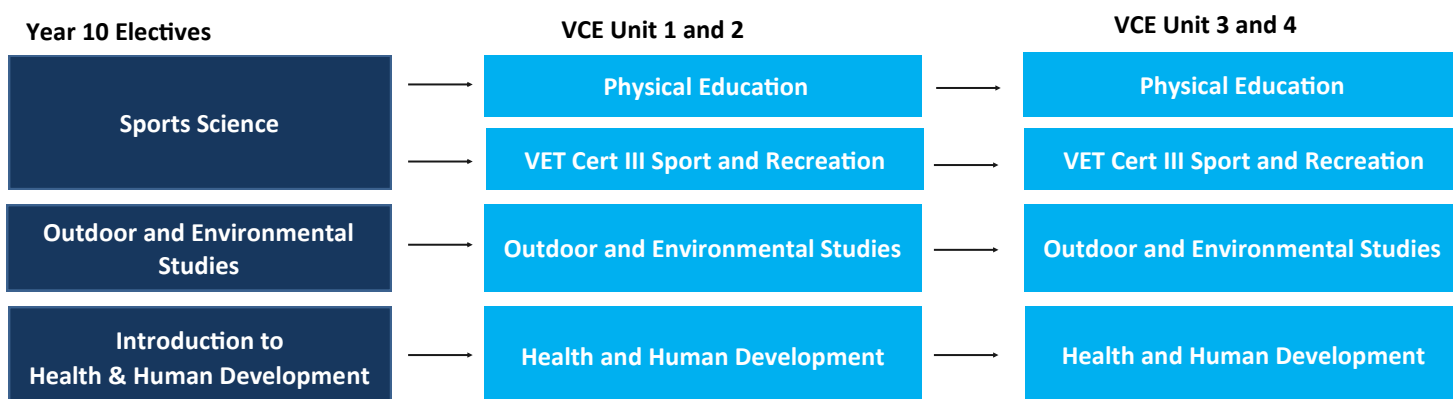 Year 10 Electives
VCE Unit 1 and 2
VCE Unit 3 and 4
Sports Science
Physical Education
Physical Education
VET Cert III Sport and Recreation
VET Cert III Sport and Recreation
Outdoor and Environmental
Studies
Outdoor and Environmental Studies
Outdoor and Environmental Studies
Introduction to
Health & Human Development
Health and Human Development
Health and Human Development